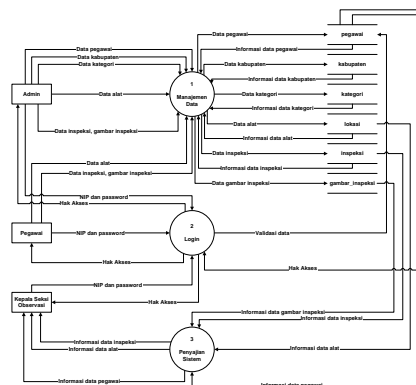 Data pegawai
Data kabupaten
Data kategori
Admin
Data alat
Data inspeksi, gambar inspeksi
1
Manajemen
Data
Data pegawai
pegawai
Informasi data pegawai
Data kabupaten
kabupaten
Informasi data kabupaten
Data kategori
kategori
Informasi data kategori
Data alat
lokasi
Informasi data alat
Data inspeksi
inspeksi
Informasi data inspeksi
Data gambar inspeksi
gambar_inspeksi
Data alat
Data inspeksi, gambar inspeksi
NIP dan password
Hak Akses
Pegawai
NIP dan password
2
Login
Validasi data
Hak Akses
Hak Akses
NIP dan password
Kepala Seksi
Observasi
Hak Akses
Informasi data gambar inspeksi
Informasi data inspeksi
Informasi data inspeksi
Informasi data alat
3
Penyajian
Sistem
Informasi data alat
Informasi data pegawai
Informasi data pegawai